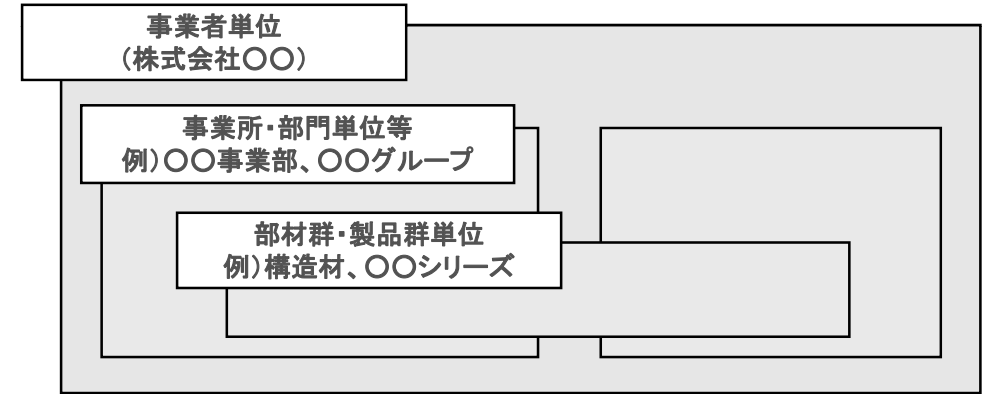 事業者単位
（株式会社〇〇）
事業所・部門単位等
例）〇〇事業部、〇〇グループ
部材群・製品群単位
例）構造材、〇〇シリーズ